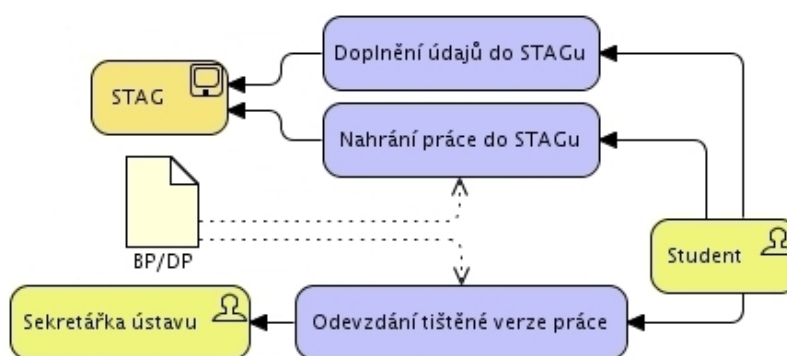 Doplnění údajů do STAGu
STAG
Nahrání práce do STAGu
BP/DP
Student
Sekretářka ústavu
Odevzdání tištěné verze práce